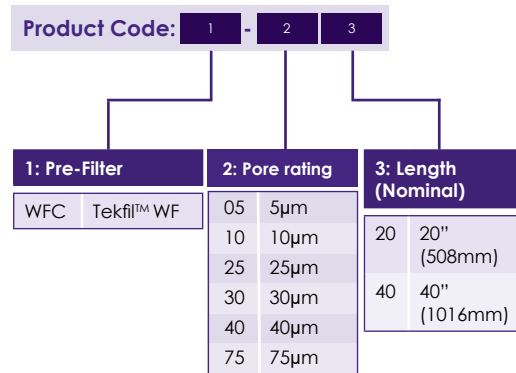 Product Code: 1 - 2 3
1: Pre-Filter
WFC Tekfil™ WF
2: Pore rating
05 5µm
10 10µm
25 25µm
30 30µm
40 40µm
75 75µm
3: Length
(Nominal)
20 20”
(508mm)
40 40”
(1016mm)